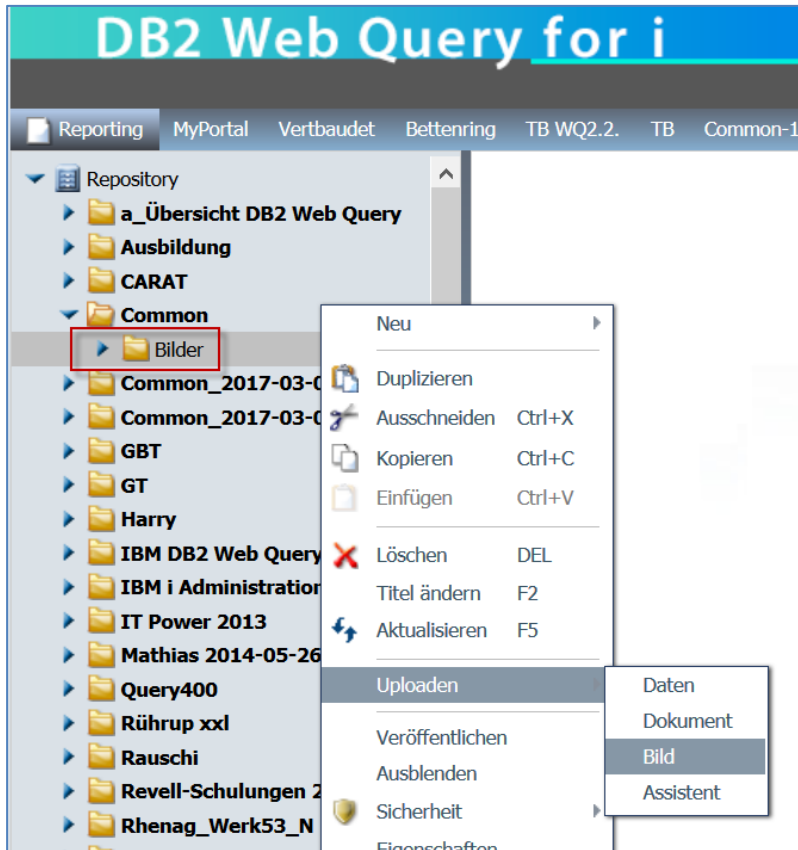 DB2 Web Query for i
Reporting MyPortal Vertbaudet Bettenring TB WQ2.2. TB Common-1
Repository
a_Übersicht DB2 Web Query
Ausbildung
CARAT
Common
Bilder
Common_2017-03-0
Common_2017-03-0
GBT
GT
Harry
IBM DB2 Web Query
IBM i Administration
IT Power 2013
Mathias 2014-05-26
Query400
Rührup xxl
Rauschi
Revell-Schulungen 2
Rhenag_Werk53_N
Neu
Duplizieren
Ausschneiden Ctrl+X
Kopieren Ctrl+C
Einfügen Ctrl+V
Löschen DEL
Titel ändern F2
Aktualisieren F5
Uploaden
Veröffentlichen
Ausblenden
Sicherheit
Eigenschaften
Daten
Dokument
Bild
Assistent